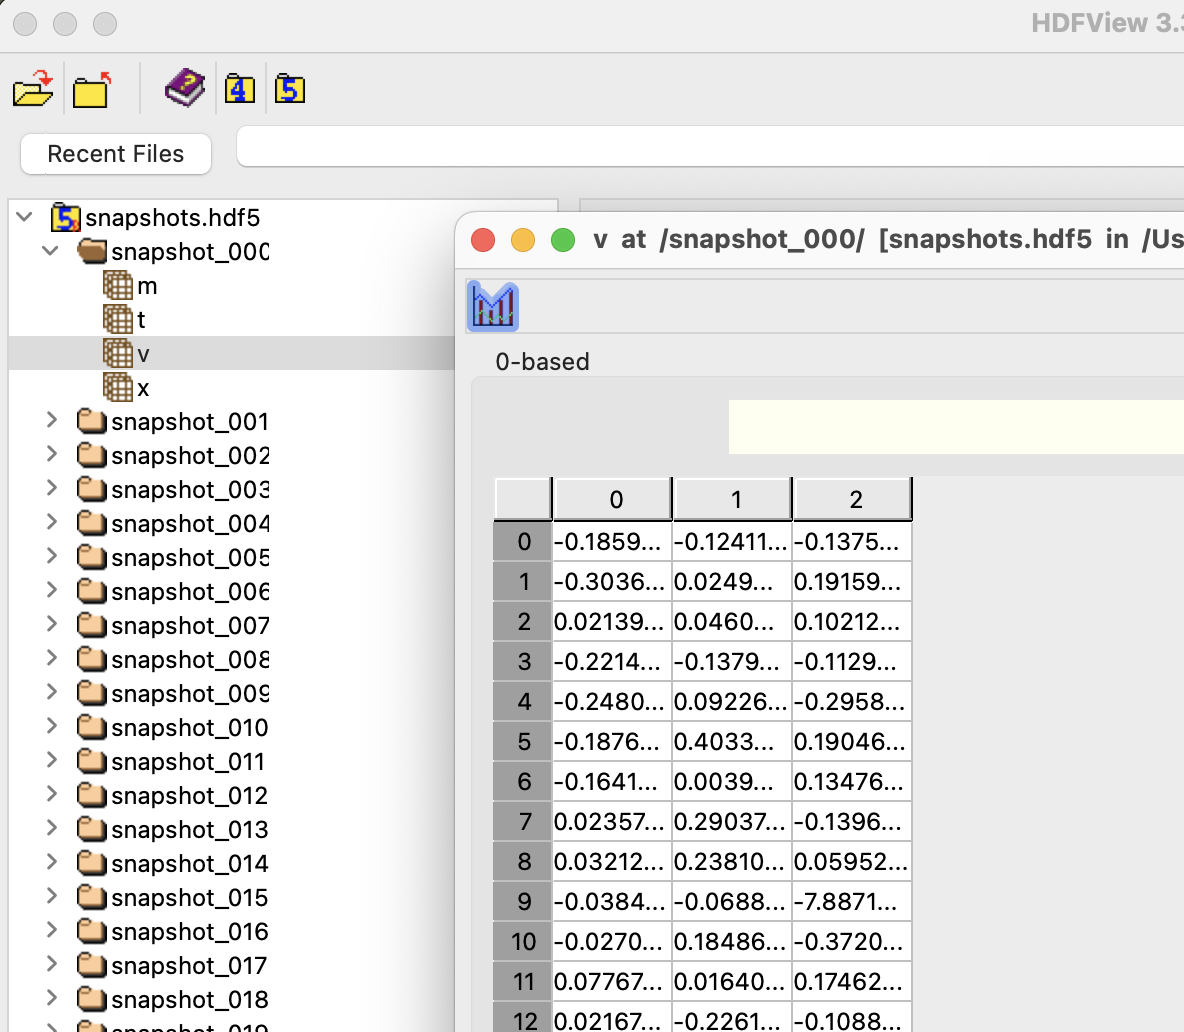 HDFView 3.3
4 5
Recent Files
5 snapshots.hdf5
snapshot_000
m
t
v
x
snapshot_001
snapshot_002
snapshot_003
snapshot_004
snapshot_005
snapshot_006
snapshot_007
snapshot_008
snapshot_009
snapshot_010
snapshot_011
snapshot_012
snapshot_013
snapshot_014
snapshot_015
snapshot_016
snapshot_017
snapshot_018
snapshot_019
v at /snapshot_000/ [snapshots.hdf5 in /Us
0-based
0 1 2
0 -0.1859... -0.12411... -0.1375...
1 -0.3036... 0.0249... 0.19159...
2 0.02139... 0.0460... 0.10212...
3 -0.2214... -0.1379... -0.1129...
4 -0.2480... 0.09226... -0.2958...
5 -0.1876... 0.4033... 0.19046...
6 -0.1641... 0.0039... 0.13476...
7 0.02357... 0.29037... -0.1396...
8 0.03212... 0.23810... 0.05952...
9 -0.0384... -0.0688... -7.8871...
10 -0.0270... 0.18486... -0.3720...
11 0.07767... 0.01640... 0.17462...
12 0.02167... -0.2261... -0.1088...